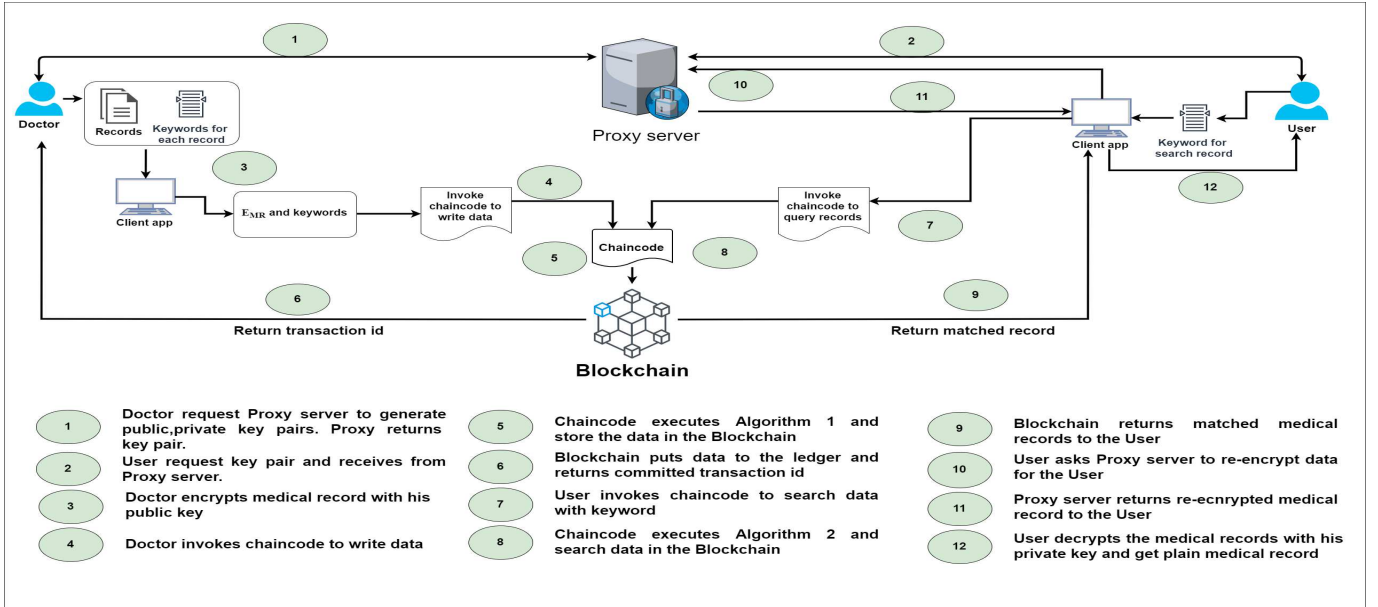 1
2
10
11
Doctor
Records
Keywords for
each record
Proxy server
Client app
Keyword for
search record
User
12
3
Client app
E_MR and keywords
Invoke
chaincode to
write data
4
Invoke
chaincode to
query records
7
5
Chaincode
8
6
Return transaction id
9
Return matched record
Blockchain
1
Doctor request Proxy server to generate
public,private key pairs. Proxy returns
key pair.
2
User request key pair and receives from
Proxy server.
3
Doctor encrypts medical record with his
public key
4
Doctor invokes chaincode to write data
5
Chaincode executes Algorithm 1 and
store the data in the Blockchain
6
Blockchain puts data to the ledger and
returns committed transaction id
7
User invokes chaincode to search data
with keyword
8
Chaincode executes Algorithm 2 and
search data in the Blockchain
9
Blockchain returns matched medical
records to the User
10
User asks Proxy server to re-encrypt data
for the User
11
Proxy server returns re-ecnrypted medical
record to the User
12
User decrypts the medical records with his
private key and get plain medical record